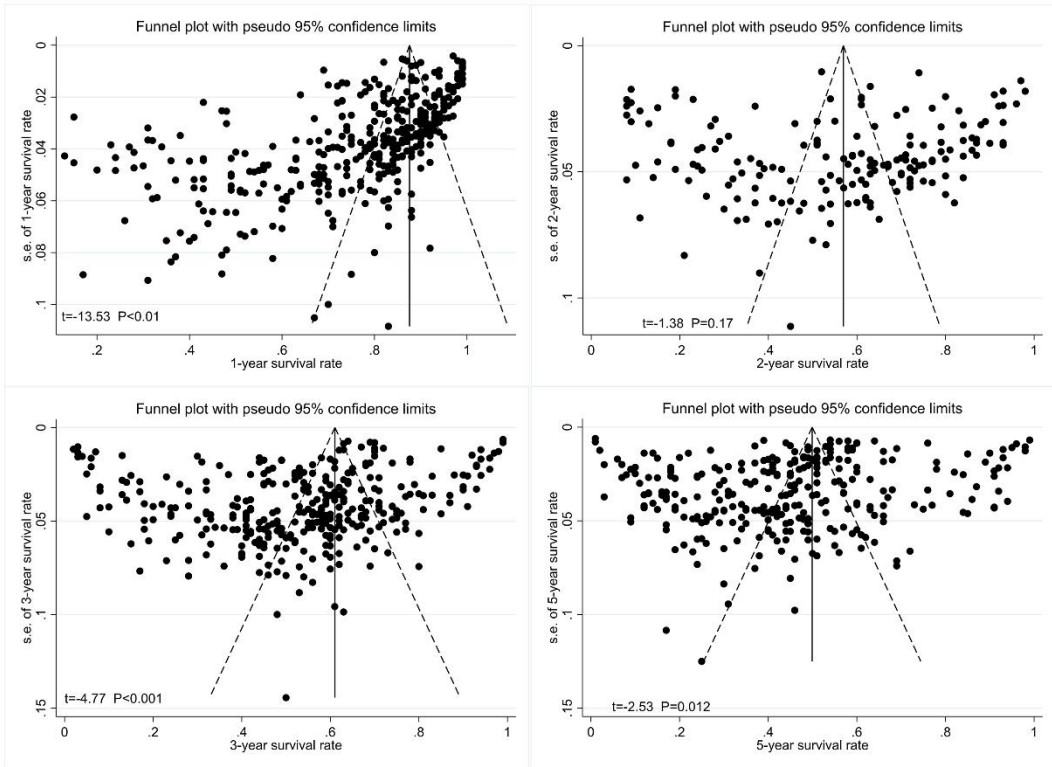 Funnel plot with pseudo 95% confidence limits
0
.02
.04
.06
.08
.1
s.e. of 1-year survival rate
t=-13.53 P<0.01
.2 .4 .6 .8 1
1-year survival rate
Funnel plot with pseudo 95% confidence limits
0
.05
.1
s.e. of 2-year survival rate
t=-1.38 P=0.17
0 .2 .4 .6 .8 1
2-year survival rate
Funnel plot with pseudo 95% confidence limits
0
.05
.1
.15
s.e. of 3-year survival rate
t=-4.77 P<0.001
0 .2 .4 .6 .8 1
3-year survival rate
Funnel plot with pseudo 95% confidence limits
0
.05
.1
.15
s.e. of 5-year survival rate
t=-2.53 P=0.012
0 .2 .4 .6 .8 1
5-year survival rate